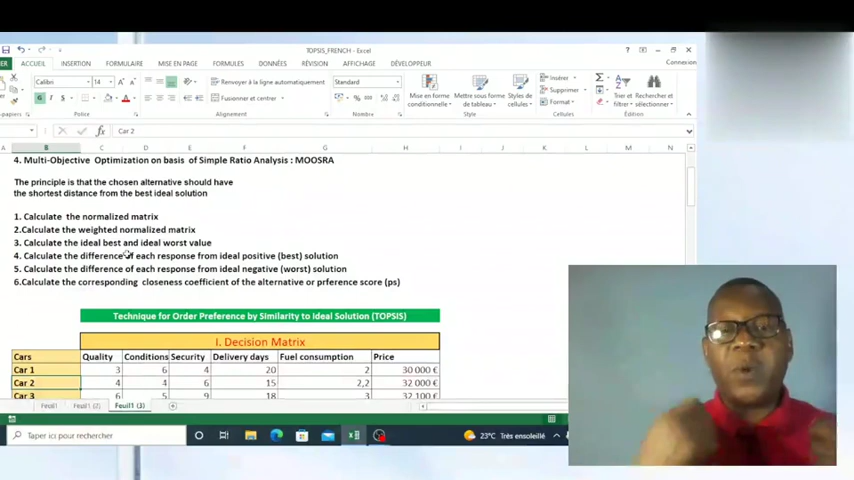 TOPSIS_FRENCH - Excel
ACCUEIL INSERTION FORMULAIRE MISE EN PAGE FORMULES DONNÉES RÉVISION AFFICHAGE DÉVELOPPEUR Connexion
Calibri 14 Renvoyer à la ligne automatiquement Standard Insérer
Supprimer
G I S Fusionner et centrer % 000 Mise en forme conditionnelle Mettre sous forme de tableau Styles de cellules Format Trier et filtrer Rechercher et sélectionner
Police Alignement Nombre Style Cellules Édition
fx Car 2
A B C D E F G H I J K L M N
4. Multi-Objective Optimization on basis of Simple Ratio Analysis : MOOSRA
The principle is that the chosen alternative should have
the shortest distance from the best ideal solution
1. Calculate the normalized matrix
2.Calculate the weighted normalized matrix
3. Calculate the ideal best and ideal worst value
4. Calculate the difference of each response from ideal positive (best) solution
5. Calculate the difference of each response from ideal negative (worst) solution
6.Calculate the corresponding closeness coefficient of the alternative or prference score (ps)
Technique for Order Preference by Similarity to Ideal Solution (TOPSIS)
I. Decision Matrix
Cars Quality Conditions Security Delivery days Fuel consumption Price
Car 1 3 6 4 20 2 30 000 €
Car 2 4 4 6 15 2,2 32 000 €
Car 3 6 5 9 18 3 32 100 €
Feuil1 Feuil1 (2) Feuil1 (3)
Taper ici pour rechercher 23°C Très ensoleillé